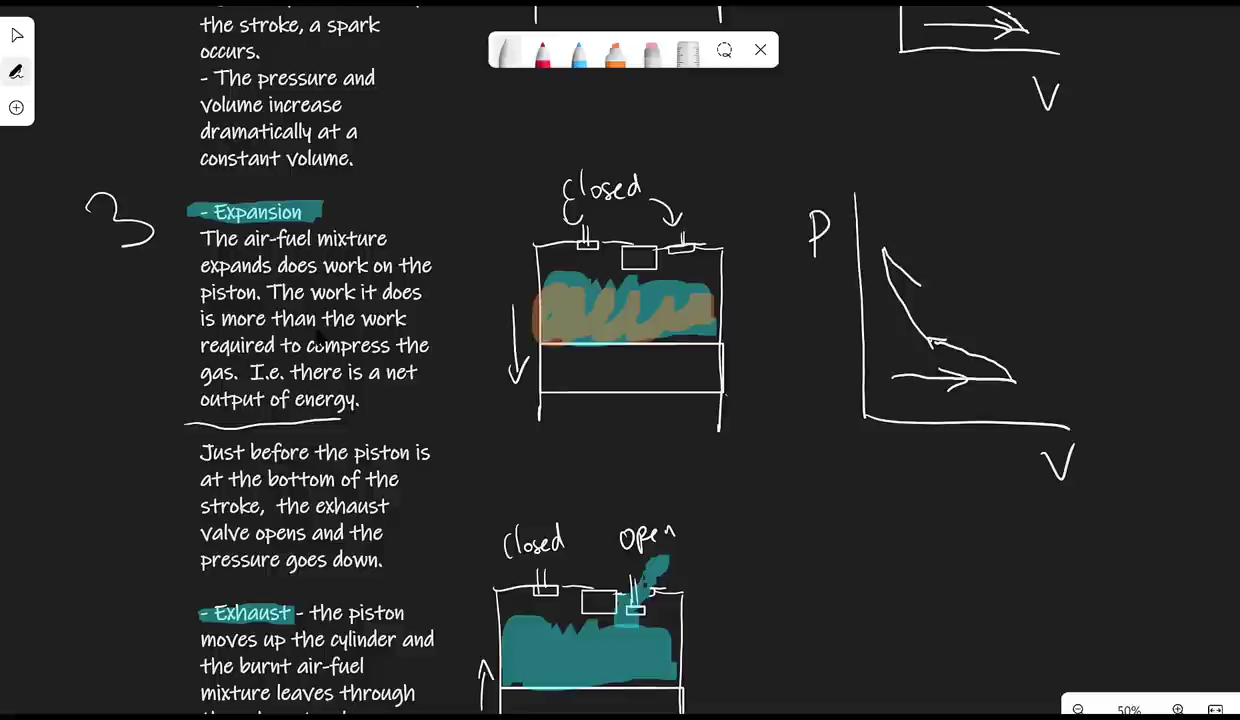 the stroke, a spark
occurs.
- The pressure and
volume increase
dramatically at a
constant volume.
V
3
- Expansion
The air-fuel mixture
expands does work on the
piston. The work it does
is more than the work
required to compress the
gas. I.e. there is a net
output of energy.
Closed
P
V
Just before the piston is
at the bottom of the
stroke, the exhaust
valve opens and the
pressure goes down.
Closed
open
- Exhaust - the piston
moves up the cylinder and
the burnt air-fuel
mixture leaves through
50%